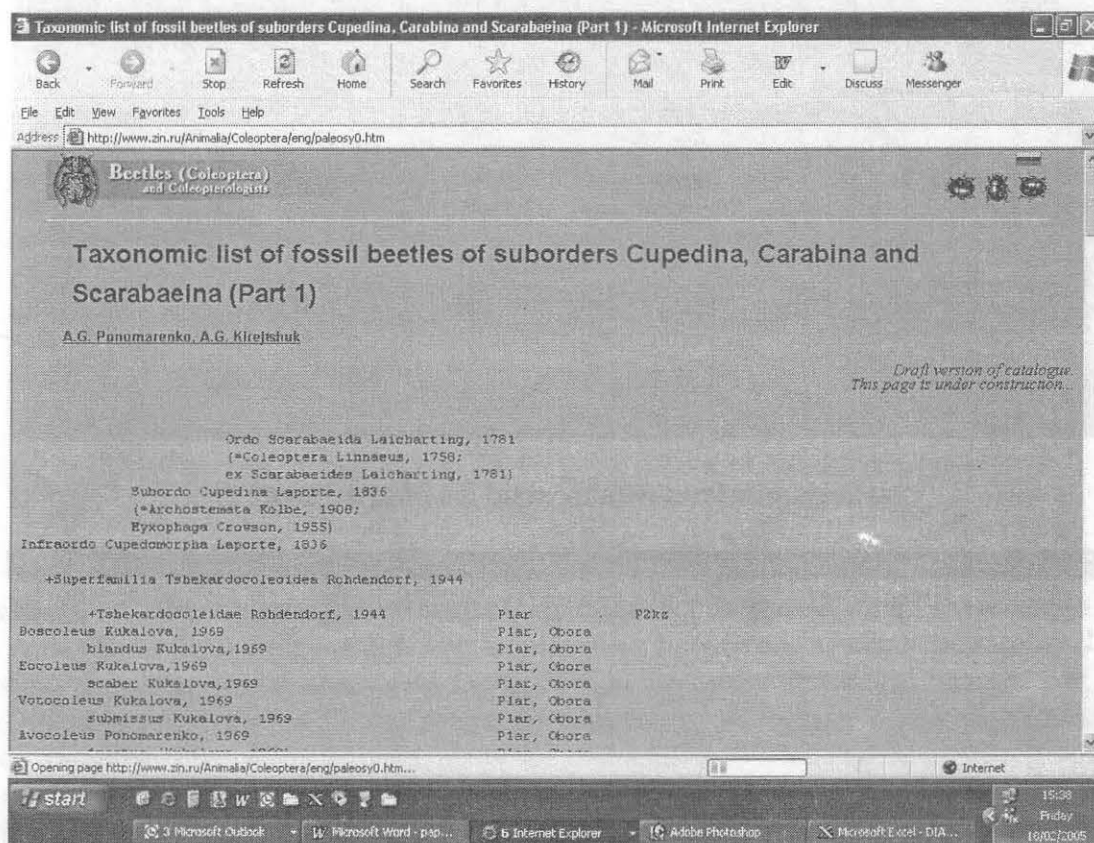 Taxonomic list of fossil beetles of suborders Cupedina, Carabina and Scarabaeina (Part 1) - Microsoft Internet Explorer
Back Forward Stop Refresh Home Search Favorites History Mail Print Edit Discuss Messenger
File Edit View Favorites Tools Help
Address http://www.zin.ru/Animalia/Coleoptera/eng/paleosy0.htm
Beetles (Coleoptera)
and Coleopterologists
Taxonomic list of fossil beetles of suborders Cupedina, Carabina and
Scarabaeina (Part 1)
A.G. Ponomarenko, A.G. Kirejtshuk
Draft version of catalogue.
This page is under construction...
Ordo Scarabaeida Laicharting, 1781
(=Coleoptera Linnaeus, 1758;
ex Scarabaeides Laicharting, 1781)
Subordo Cupedina Laporte, 1836
(=Archostemata Kolbe, 1908;
Myxophaga Crowson, 1955)
Infraordo Cupedomorpha Laporte, 1836
+Superfamilia Tshekardocoleoidea Rohdendorf, 1944
+Tshekardocoleidae Rohdendorf, 1944 P1ar . P2kz
Boscoleus Kukalova, 1969 P1ar, Obora
blandus Kukalova,1969 P1ar, Obora
Eocoleus Kukalova,1969 P1ar, Obora
scaber Kukalova,1969 P1ar, Obora
Votocoleus Kukalova, 1969 P1ar, Obora
submissus Kukalova, 1969 P1ar, Obora
Avocoleus Ponomarenko, 1969 P1ar, Obora
Opening page http://www.zin.ru/Animalia/Coleoptera/eng/paleosy0.htm... Internet
start 15:38
3 Microsoft Outlook Microsoft Word - pap... 6 Internet Explorer Adobe Photoshop Microsoft Excel - DIA... Friday
18/02/2005